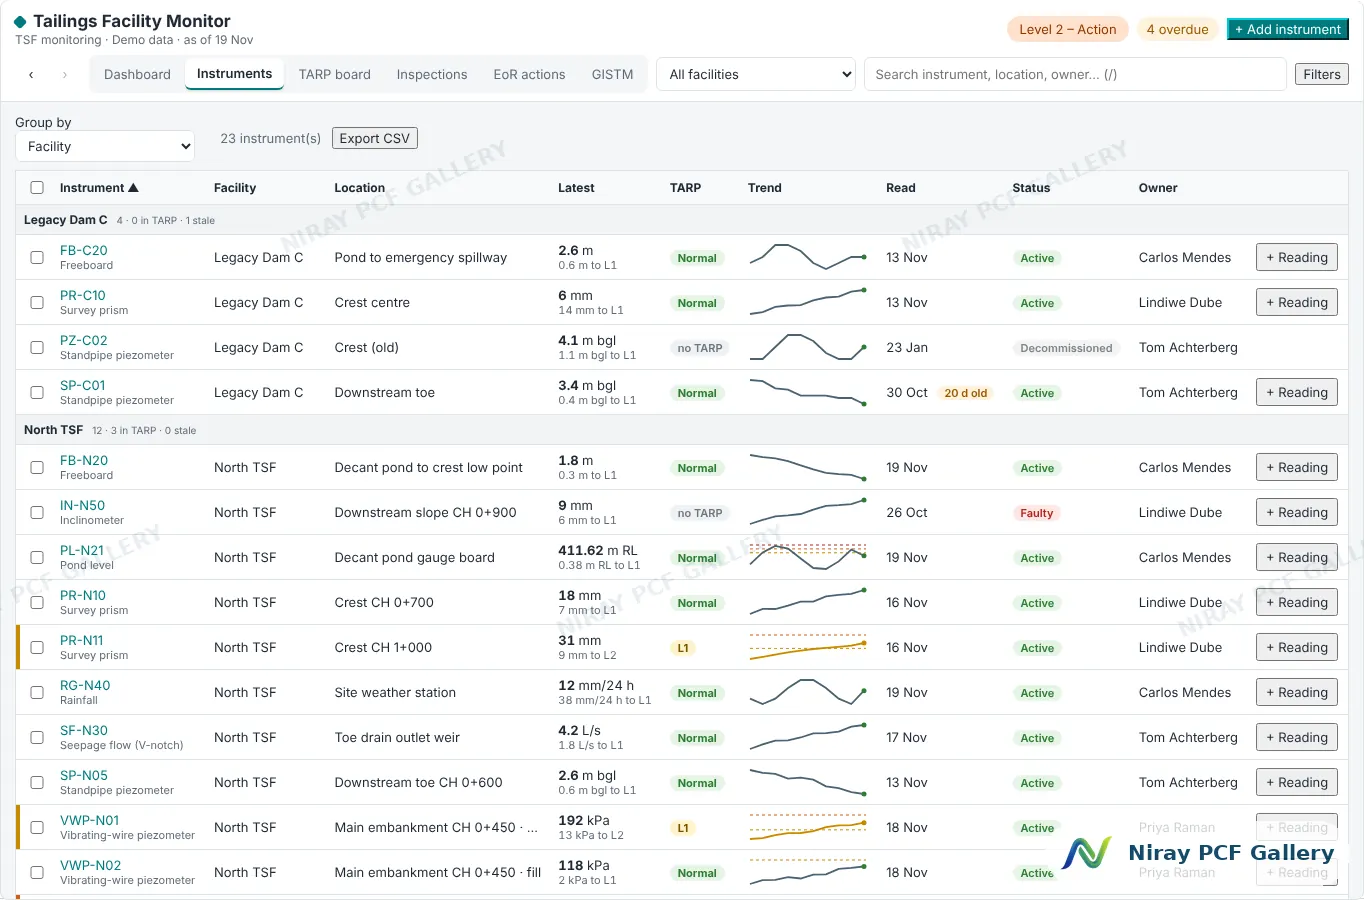 Tailings Facility Monitor
TSF monitoring · Demo data · as of 19 Nov
Level 2 – Action
4 overdue
+ Add instrument
‹ ›
Dashboard Instruments TARP board Inspections EoR actions GISTM
All facilities
Search instrument, location, owner... (/)
Filters
Group by
Facility
23 instrument(s)
Export CSV
Instrument ▲ Facility Location Latest TARP Trend Read Status Owner
Legacy Dam C 4 · 0 in TARP · 1 stale
FB-C20 Legacy Dam C Pond to emergency spillway 2.6 m Normal 13 Nov Active Carlos Mendes + Reading
Freeboard 0.6 m to L1
PR-C10 Legacy Dam C Crest centre 6 mm Normal 13 Nov Active Lindiwe Dube + Reading
Survey prism 14 mm to L1
PZ-C02 Legacy Dam C Crest (old) 4.1 m bgl no TARP 23 Jan Decommissioned Tom Achterberg
Standpipe piezometer 1.1 m bgl to L1
SP-C01 Legacy Dam C Downstream toe 3.4 m bgl Normal 30 Oct 20 d old Active Tom Achterberg + Reading
Standpipe piezometer 0.4 m bgl to L1
North TSF 12 · 3 in TARP · 0 stale
FB-N20 North TSF Decant pond to crest low point 1.8 m Normal 19 Nov Active Carlos Mendes + Reading
Freeboard 0.3 m to L1
IN-N50 North TSF Downstream slope CH 0+900 9 mm no TARP 26 Oct Faulty Lindiwe Dube + Reading
Inclinometer 6 mm to L1
PL-N21 North TSF Decant pond gauge board 411.62 m RL Normal 19 Nov Active Carlos Mendes + Reading
Pond level 0.38 m RL to L1
PR-N10 North TSF Crest CH 0+700 18 mm Normal 16 Nov Active Lindiwe Dube + Reading
Survey prism 7 mm to L1
PR-N11 North TSF Crest CH 1+000 31 mm L1 16 Nov Active Lindiwe Dube + Reading
Survey prism 9 mm to L2
RG-N40 North TSF Site weather station 12 mm/24 h Normal 19 Nov Active Carlos Mendes + Reading
Rainfall 38 mm/24 h to L1
SF-N30 North TSF Toe drain outlet weir 4.2 L/s Normal 17 Nov Active Tom Achterberg + Reading
Seepage flow (V-notch) 1.8 L/s to L1
SP-N05 North TSF Downstream toe CH 0+600 2.6 m bgl Normal 13 Nov Active Tom Achterberg + Reading
Standpipe piezometer 0.6 m bgl to L1
VWP-N01 North TSF Main embankment CH 0+450 · ... 192 kPa L1 18 Nov Active Priya Raman + Reading
Vibrating-wire piezometer 13 kPa to L2
VWP-N02 North TSF Main embankment CH 0+450 · fill 118 kPa Normal 18 Nov Active Priya Raman + Reading
Vibrating-wire piezometer 2 kPa to L1
Niray PCF Gallery
NIRAY PCF GALLERY
NIRAY PCF GALLERY
PCF GALLERY
NIRAY PCF GALLERY
NIRAY PCF GALLERY